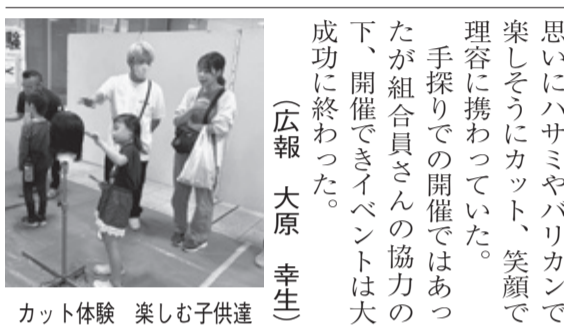 思いにハサミやバリカンで
楽しそうにカット、笑顔で
理容に携わっていた。
手探りでの開催ではあっ
たが組合員さんの協力の
下、開催できイベントは大
成功に終わった。
（広報　大原　幸生）
カット体験　楽しむ子供達